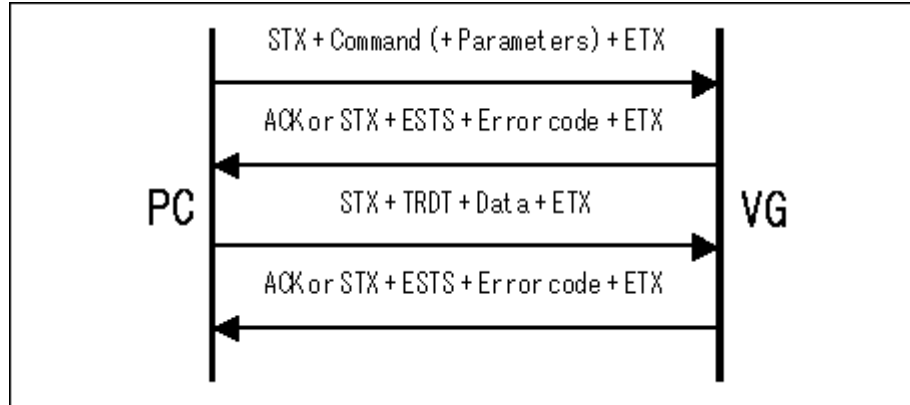 STX + Command (+ Parameters) + ETX
ACK or STX + ESTS + Error code + ETX
PC
STX + TRDT + Data + ETX
VG
ACK or STX + ESTS + Error code + ETX